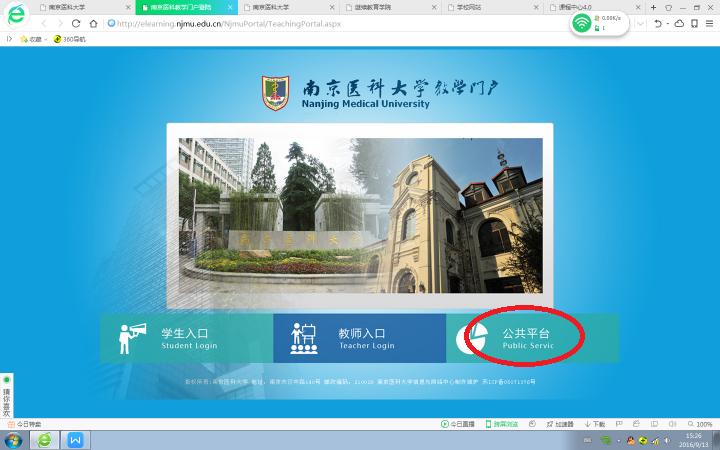 南京医科大学
南京医科教学门户登陆
南京医科大学
继续教育学院
学校网站
课程中心4.0
http://elearning.njmu.edu.cn/NjmuPortal/TeachingPortal.aspx
0.00K/s
1
收藏
360导航
南京医科大学教学门户
Nanjing Medical University
南京医科大学
学生入口
Student Login
教师入口
Teacher Login
公共平台
Public Servic
版权所有:南京医科大学 地址:南京市汉中路140号 邮政编码:210029 南京医科大学信息与网络中心制作维护 苏ICP备05071378号
猜你喜欢
今日特卖
今日直播
跨屏浏览
加速器
下载
100%
15:26
2016/9/13